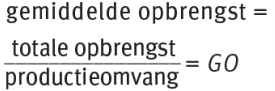 gemiddelde opbrengst =
totale opbrengst
productieomvang = GO